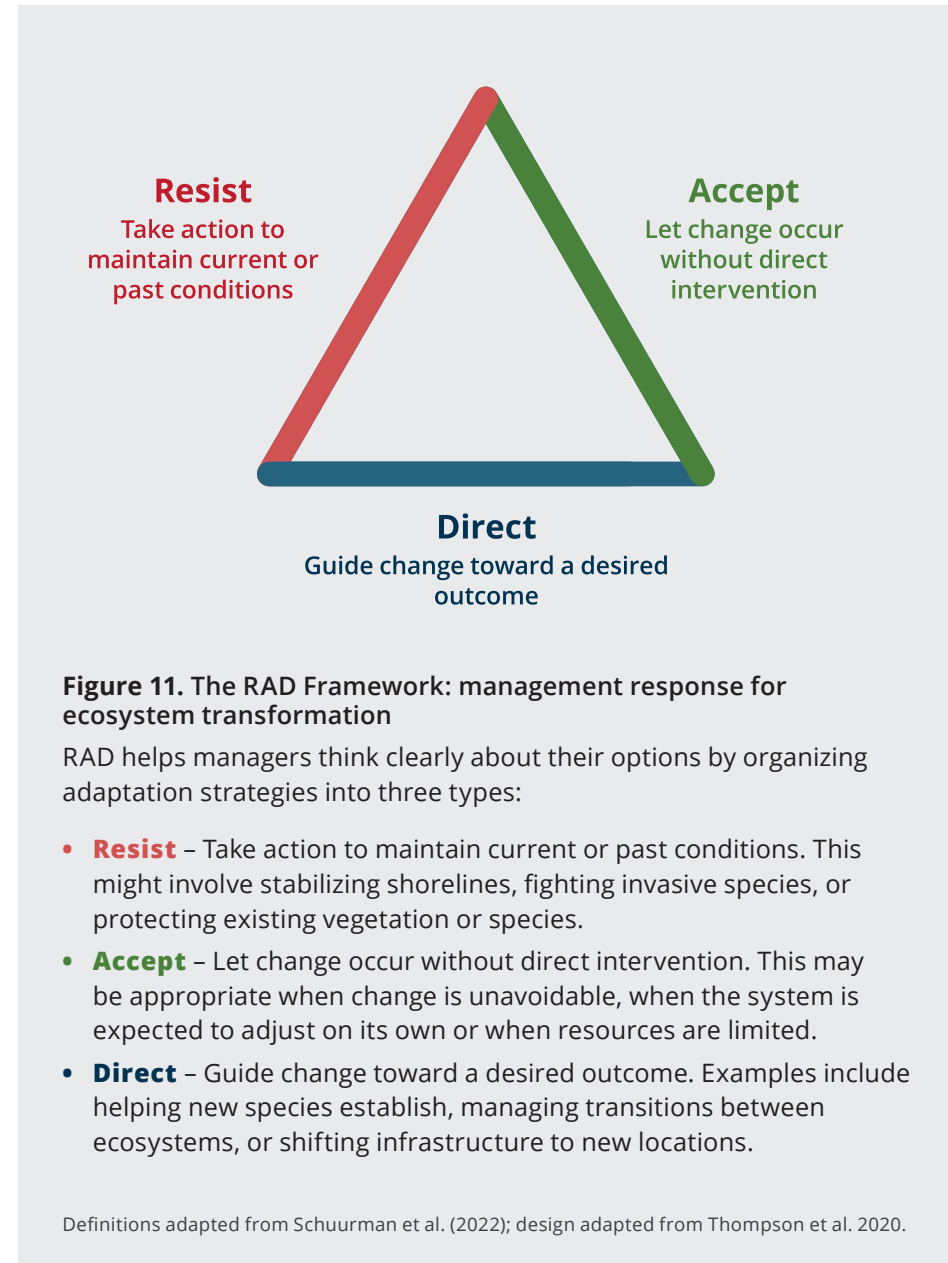 Resist
Take action to
maintain current or
past conditions
Accept
Let change occur
without direct
intervention
Direct
Guide change toward a desired
outcome
Figure 11. The RAD Framework: management response for
ecosystem transformation
RAD helps managers think clearly about their options by organizing
adaptation strategies into three types:
• Resist – Take action to maintain current or past conditions. This
might involve stabilizing shorelines, fighting invasive species, or
protecting existing vegetation or species.
• Accept – Let change occur without direct intervention. This may
be appropriate when change is unavoidable, when the system is
expected to adjust on its own or when resources are limited.
• Direct – Guide change toward a desired outcome. Examples include
helping new species establish, managing transitions between
ecosystems, or shifting infrastructure to new locations.
Definitions adapted from Schuurman et al. (2022); design adapted from Thompson et al. 2020.